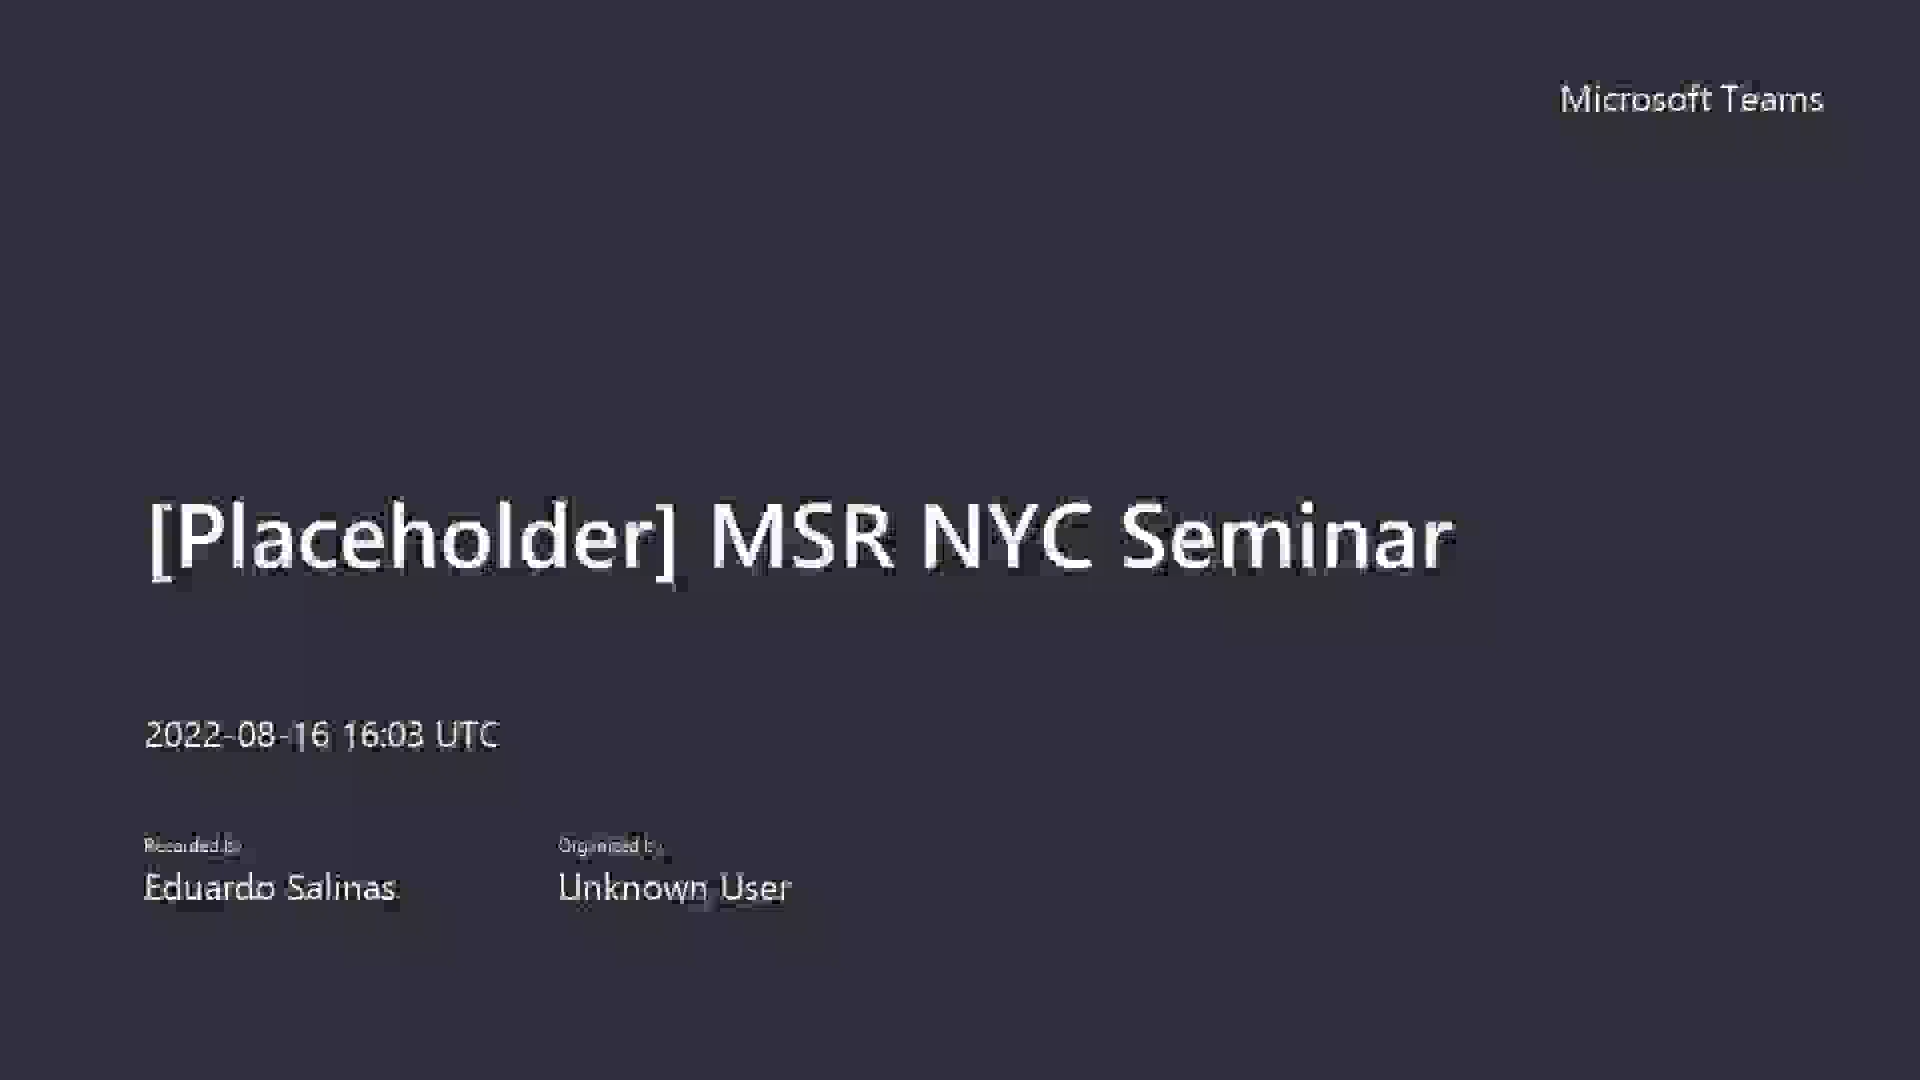 Microsoft Teams
[Placeholder] MSR NYC Seminar
2022-08-16 16:03 UTC
Recorded by
Organized by
Eduardo Salinas
Unknown User